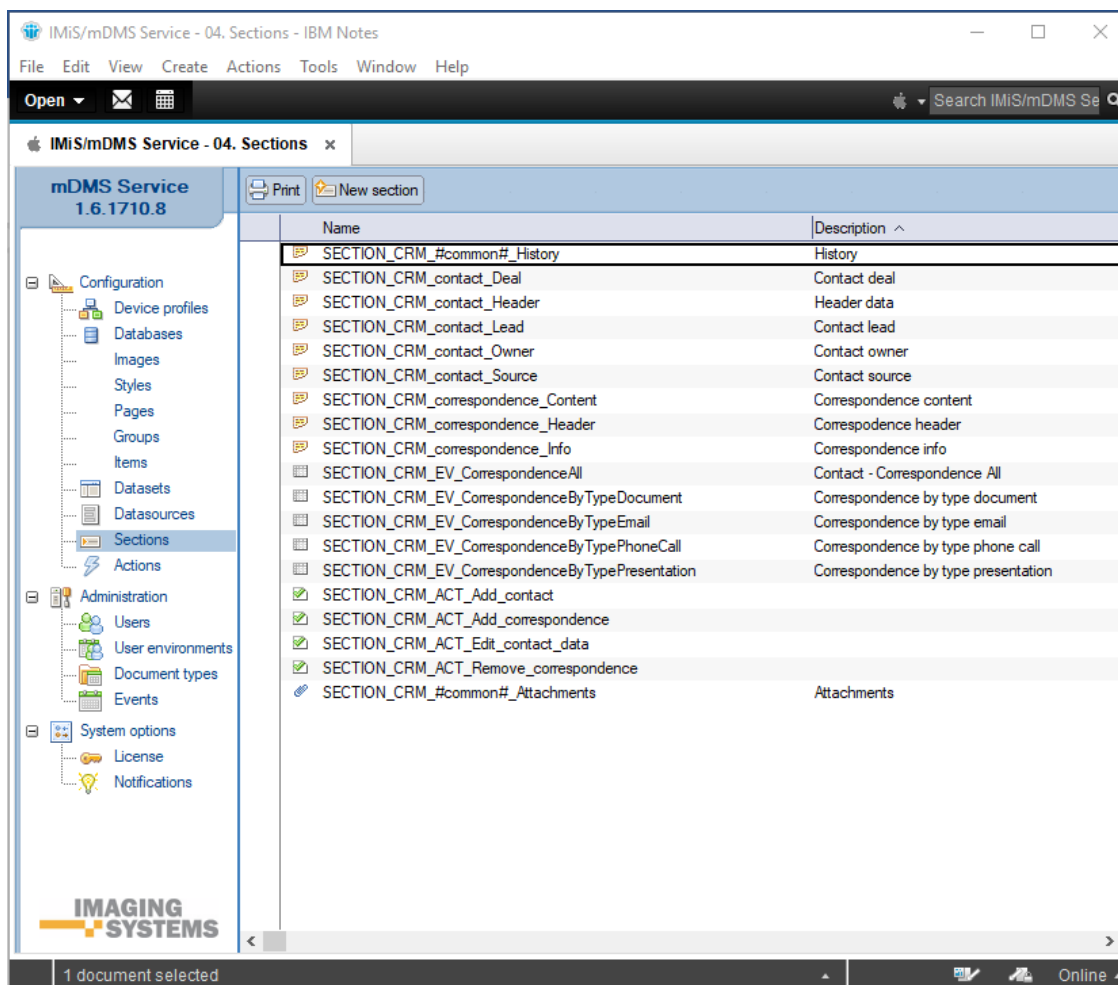 IMiS/mDMS Service - 04. Sections - IBM Notes
File Edit View Create Actions Tools Window Help
Open Search IMiS/mDMS Se
IMiS/mDMS Service - 04. Sections x
mDMS Service
1.6.1710.8
Print New section
Name Description
Configuration
Device profiles
Databases
Images
Styles
Pages
Groups
Items
Datasets
Datasources
Sections
Actions
Administration
Users
User environments
Document types
Events
System options
License
Notifications
SECTION_CRM_#common#_History History
SECTION_CRM_contact_Deal Contact deal
SECTION_CRM_contact_Header Header data
SECTION_CRM_contact_Lead Contact lead
SECTION_CRM_contact_Owner Contact owner
SECTION_CRM_contact_Source Contact source
SECTION_CRM_correspondence_Content Correspondence content
SECTION_CRM_correspondence_Header Correspodence header
SECTION_CRM_correspondence_Info Correspondence info
SECTION_CRM_EV_CorrespondenceAll Contact - Correspondence All
SECTION_CRM_EV_CorrespondenceByTypeDocument Correspondence by type document
SECTION_CRM_EV_CorrespondenceByTypeEmail Correspondence by type email
SECTION_CRM_EV_CorrespondenceByTypePhoneCall Correspondence by type phone call
SECTION_CRM_EV_CorrespondenceByTypePresentation Correspondence by type presentation
SECTION_CRM_ACT_Add_contact
SECTION_CRM_ACT_Add_correspondence
SECTION_CRM_ACT_Edit_contact_data
SECTION_CRM_ACT_Remove_correspondence
SECTION_CRM_#common#_Attachments Attachments
IMAGING
SYSTEMS
1 document selected Online